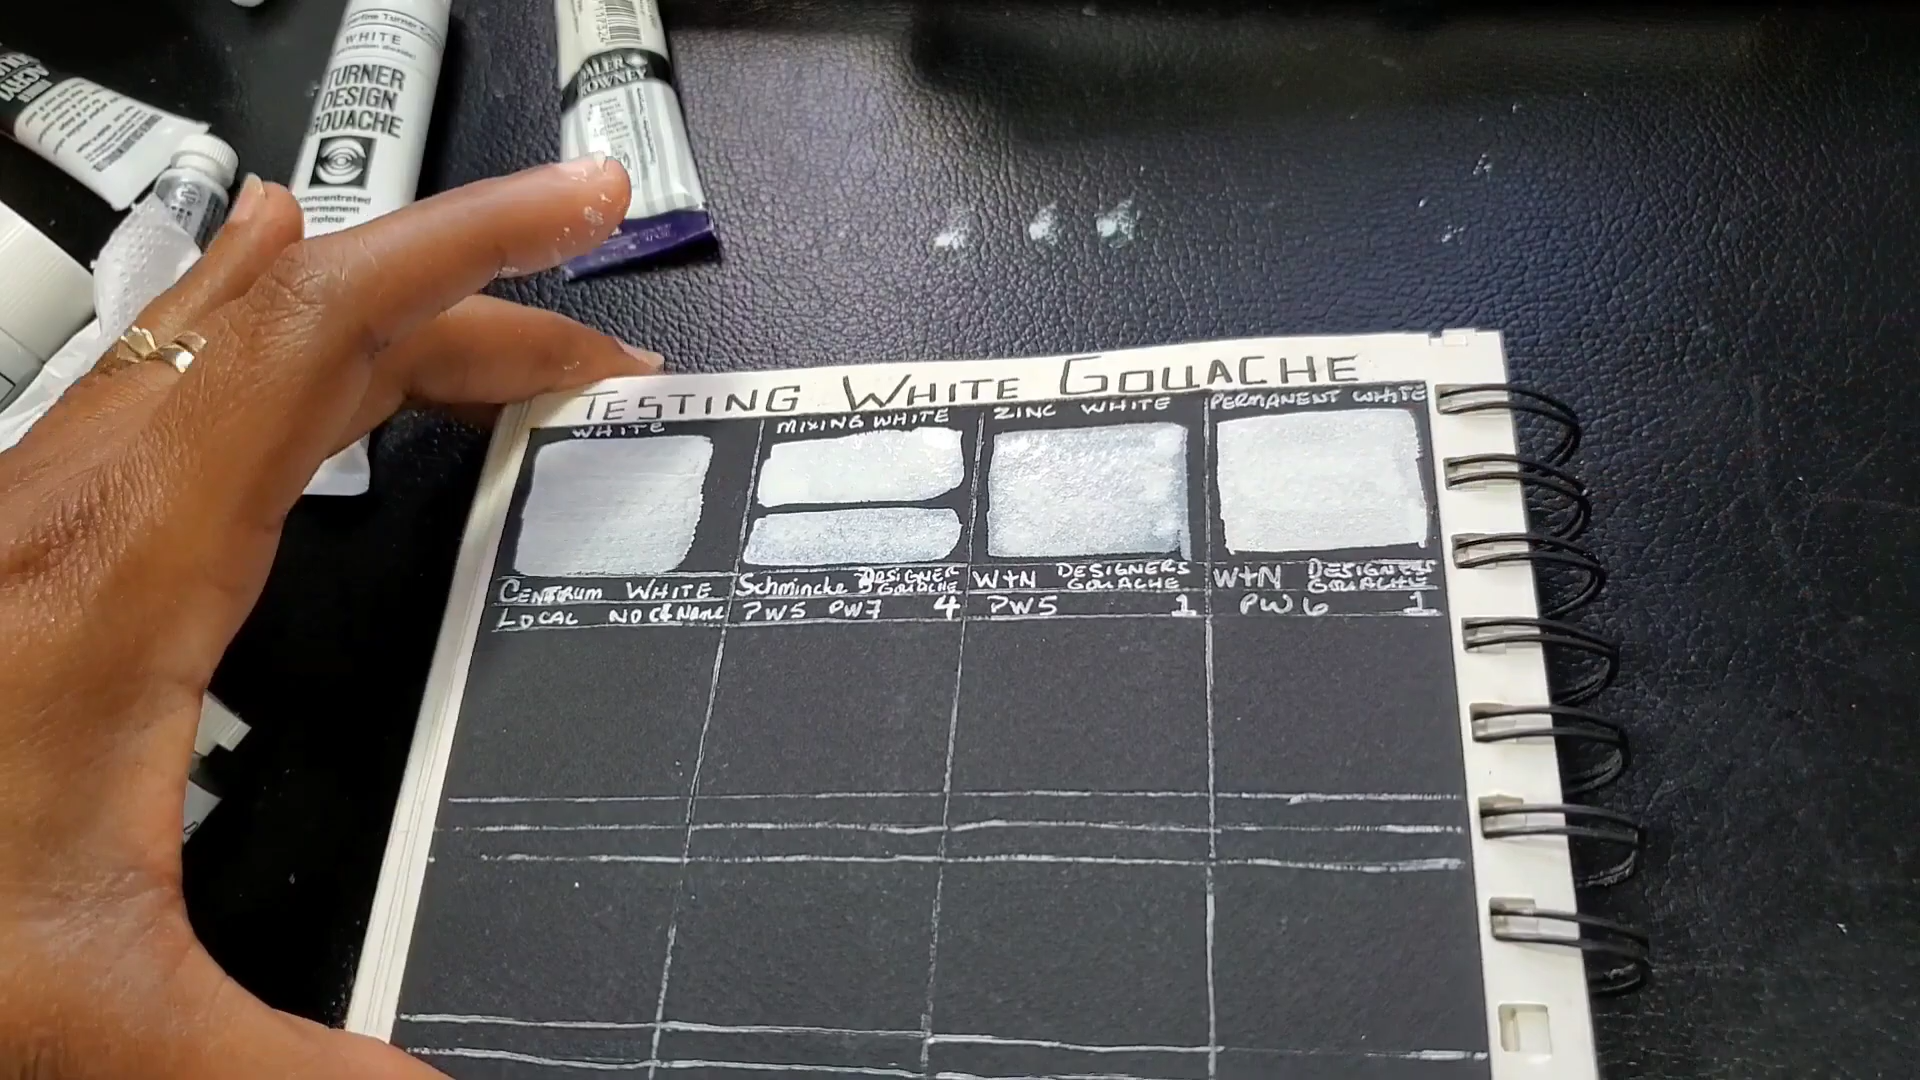 WHITE
TURNER
DESIGN
GOUACHE
concentrated
permanent
colour
DALER
ROWNEY
TESTING WHITE GOUACHE
WHITE
MIXING WHITE
ZINC WHITE
PERMANENT WHITE
CENTRUM WHITE
Schmincke DESIGNER GOUACHE
W+N DESIGNERS GOUACHE
W+N DESIGNERS GOUACHE
LOCAL NO NAME
PW5 PW7 4
PW5 1
PW6 1